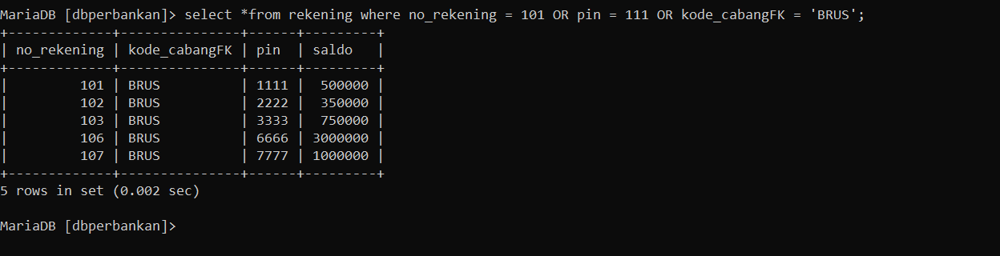 MariaDB [dbperbankan]> select *from rekening where no_rekening = 101 OR pin = 111 OR kode_cabangFK = 'BRUS';
+-------------+---------------+------+---------+
| no_rekening | kode_cabangFK | pin  | saldo   |
+-------------+---------------+------+---------+
|         101 | BRUS          | 1111 |  500000 |
|         102 | BRUS          | 2222 |  350000 |
|         103 | BRUS          | 3333 |  750000 |
|         106 | BRUS          | 6666 | 3000000 |
|         107 | BRUS          | 7777 | 1000000 |
+-------------+---------------+------+---------+
5 rows in set (0.002 sec)

MariaDB [dbperbankan]>